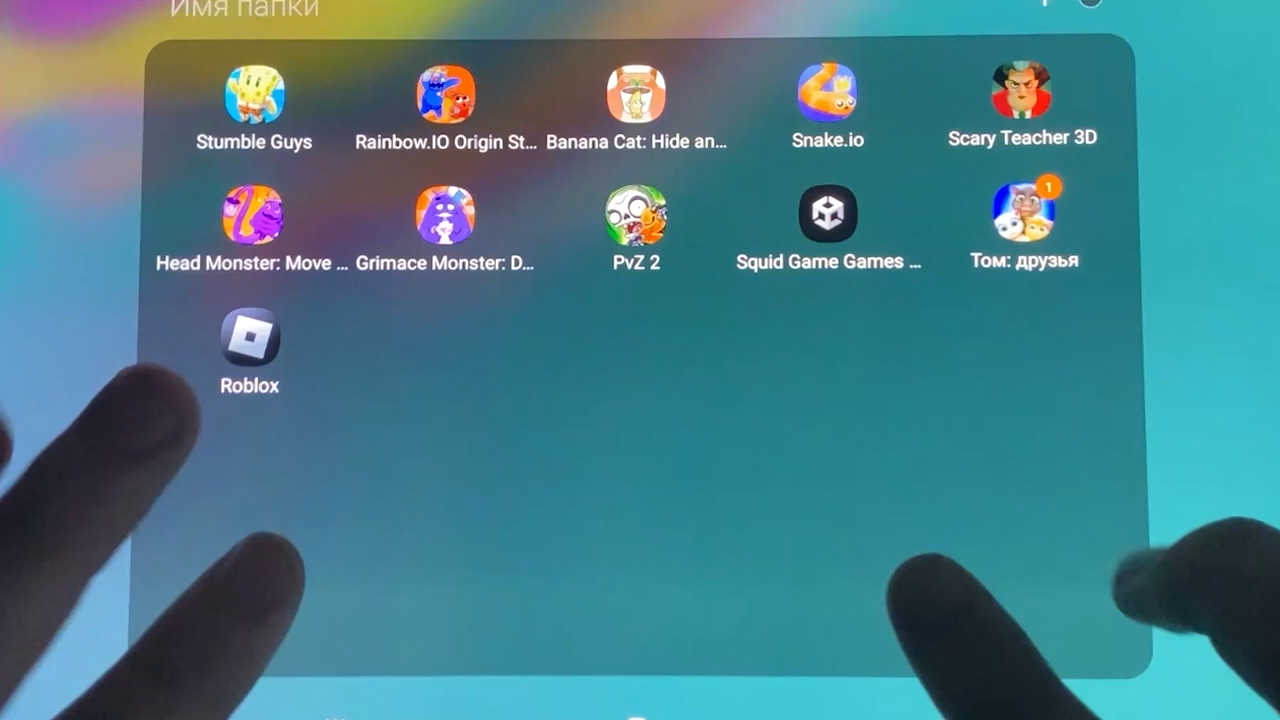 Имя папки
Stumble Guys
Rainbow.IO Origin St...
Banana Cat: Hide an...
Snake.io
Scary Teacher 3D
1
Head Monster: Move ...
Grimace Monster: D...
PvZ 2
Squid Game Games ...
Том: друзья
Roblox